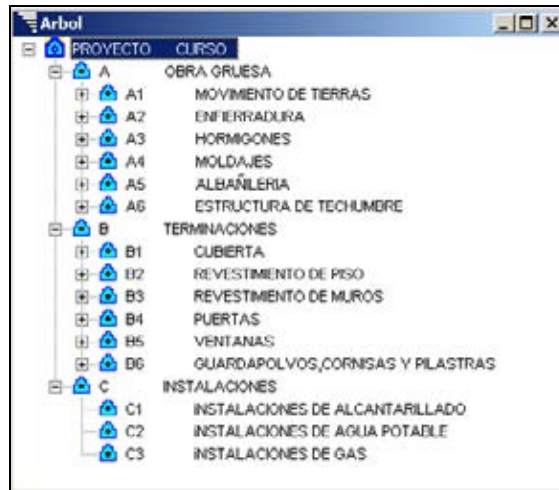 Arbol
PROYECTO CURSO
A OBRA GRUESA
A1 MOVIMIENTO DE TIERRAS
A2 ENFIERRADURA
A3 HORMIGONES
A4 MOLDAJES
A5 ALBAÑILERIA
A6 ESTRUCTURA DE TECHUMBRE
B TERMINACIONES
B1 CUBIERTA
B2 REVESTIMIENTO DE PISO
B3 REVESTIMIENTO DE MUROS
B4 PUERTAS
B5 VENTANAS
B6 GUARDAPOLVOS,CORNISAS Y PILASTRAS
C INSTALACIONES
C1 INSTALACIONES DE ALCANTARILLADO
C2 INSTALACIONES DE AGUA POTABLE
C3 INSTALACIONES DE GAS